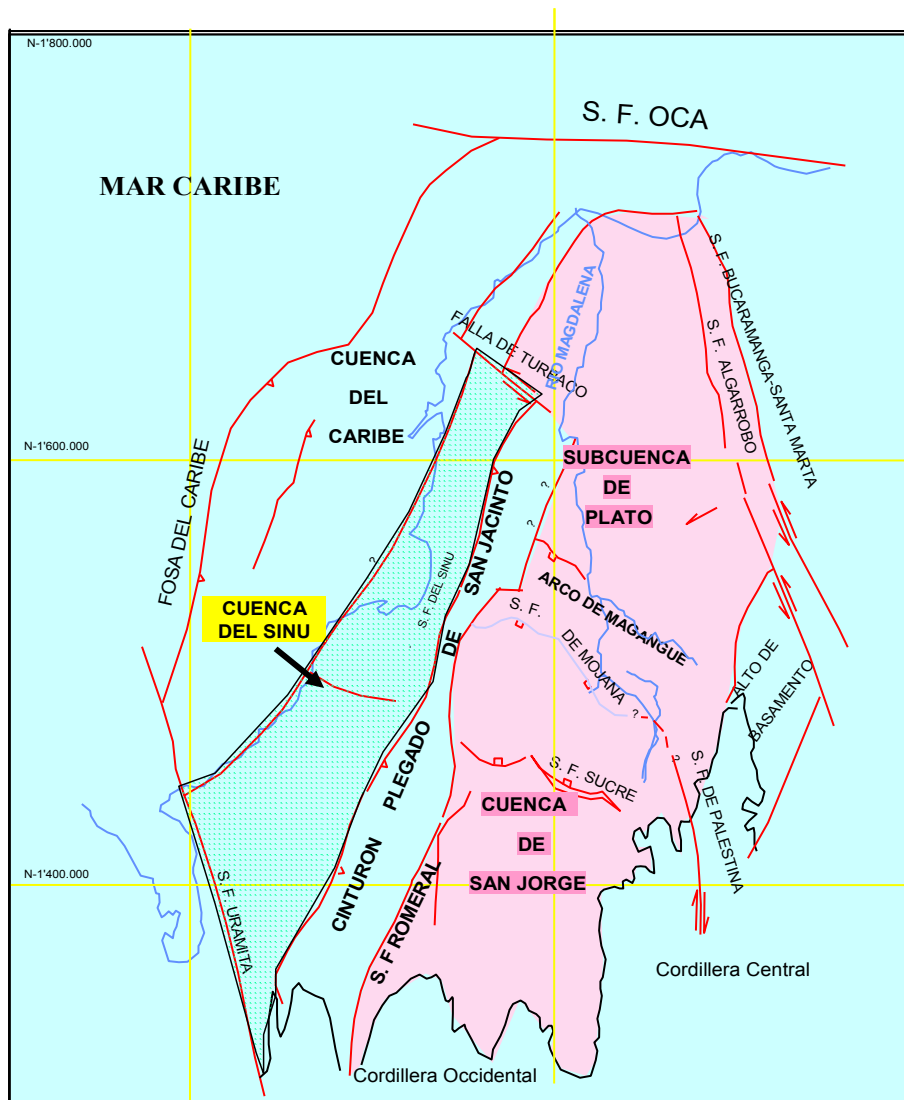 N-1'800.000
S. F. OCA
MAR CARIBE
S. F. BUCARAMANGA-SANTA MARTA
RIO MAGDALENA
FALLA DE TURBACO
S. F. ALGARROBO
CUENCA
DEL
CARIBE
N-1'600.000
SUBCUENCA
DE
PLATO
FOSA DEL CARIBE
?
?
?
S. F. DEL SINU
CINTURON PLEGADO DE SAN JACINTO
ARCO DE MAGANGUE
CUENCA
DEL SINU
S. F. DE MOJANA
?
?
ALTO DE
BASAMENTO
S. F. SUCRE
S. F. DE PALESTINA
CUENCA
DE
SAN JORGE
N-1'400.000
S. F. URAMITA
S. F ROMERAL
Cordillera Central
Cordillera Occidental